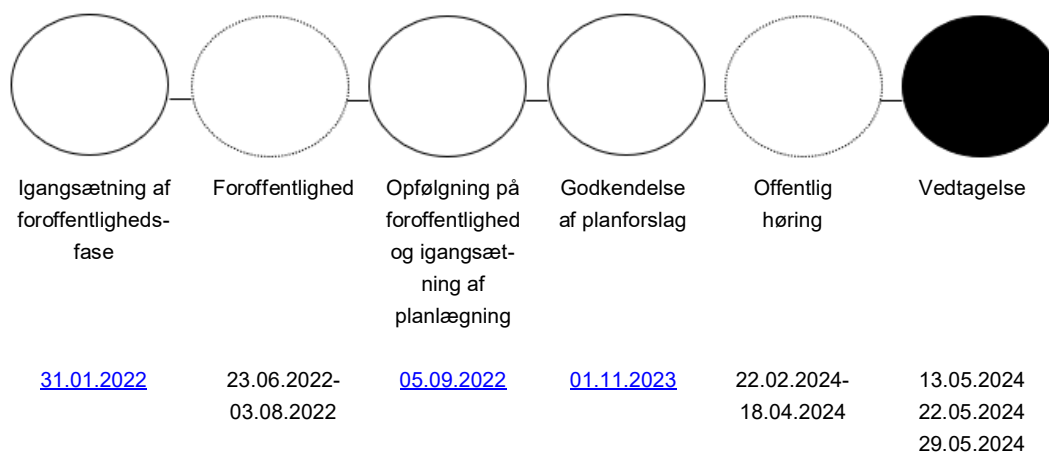 Igangsætning af
foroffentligheds-
fase
Foroffentlighed
Opfølgning på
foroffentlighed
og igangsæt-
ning af
planlægning
Godkendelse
af planforslag
Offentlig
høring
Vedtagelse
31.01.2022
23.06.2022-
03.08.2022
05.09.2022
01.11.2023
22.02.2024-
18.04.2024
13.05.2024
22.05.2024
29.05.2024